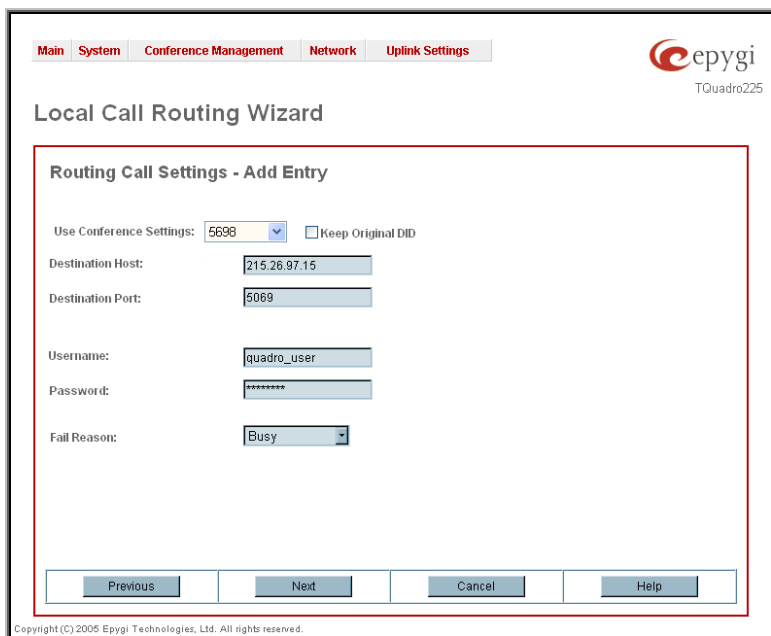 Main System Conference Management Network Uplink Settings
epygi
TQuadro225
Local Call Routing Wizard
Routing Call Settings - Add Entry
Use Conference Settings: 5698 Keep Original DID
Destination Host: 215.26.97.15
Destination Port: 5069
Username: quadro_user
Password: ********
Fail Reason: Busy
Previous Next Cancel Help
Copyright (C) 2005 Epygi Technologies, Ltd. All rights reserved.